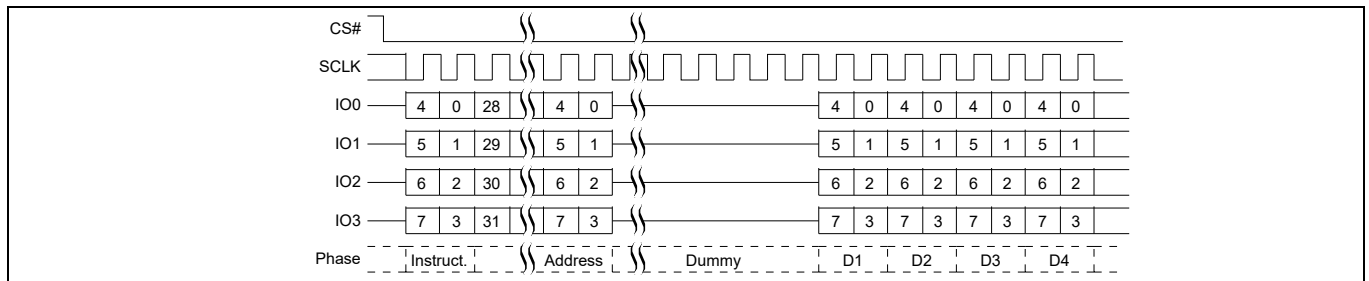 CS#
SCLK
IO0 4 0 28 4 0 4 0 4 0 4 0 4 0
IO1 5 1 29 5 1 5 1 5 1 5 1 5 1
IO2 6 2 30 6 2 6 2 6 2 6 2 6 2
IO3 7 3 31 7 3 7 3 7 3 7 3 7 3
Phase Instruct. Address Dummy D1 D2 D3 D4